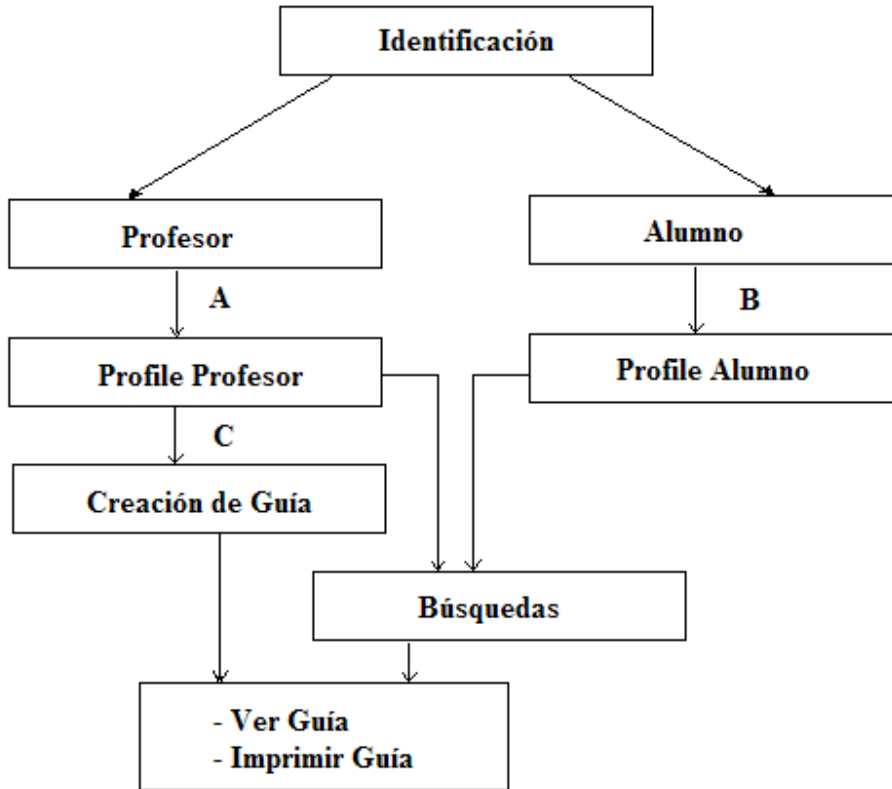 Identificación
Profesor
Alumno
A
B
Profile Profesor
Profile Alumno
C
Creación de Guía
Búsquedas
- Ver Guía
- Imprimir Guía